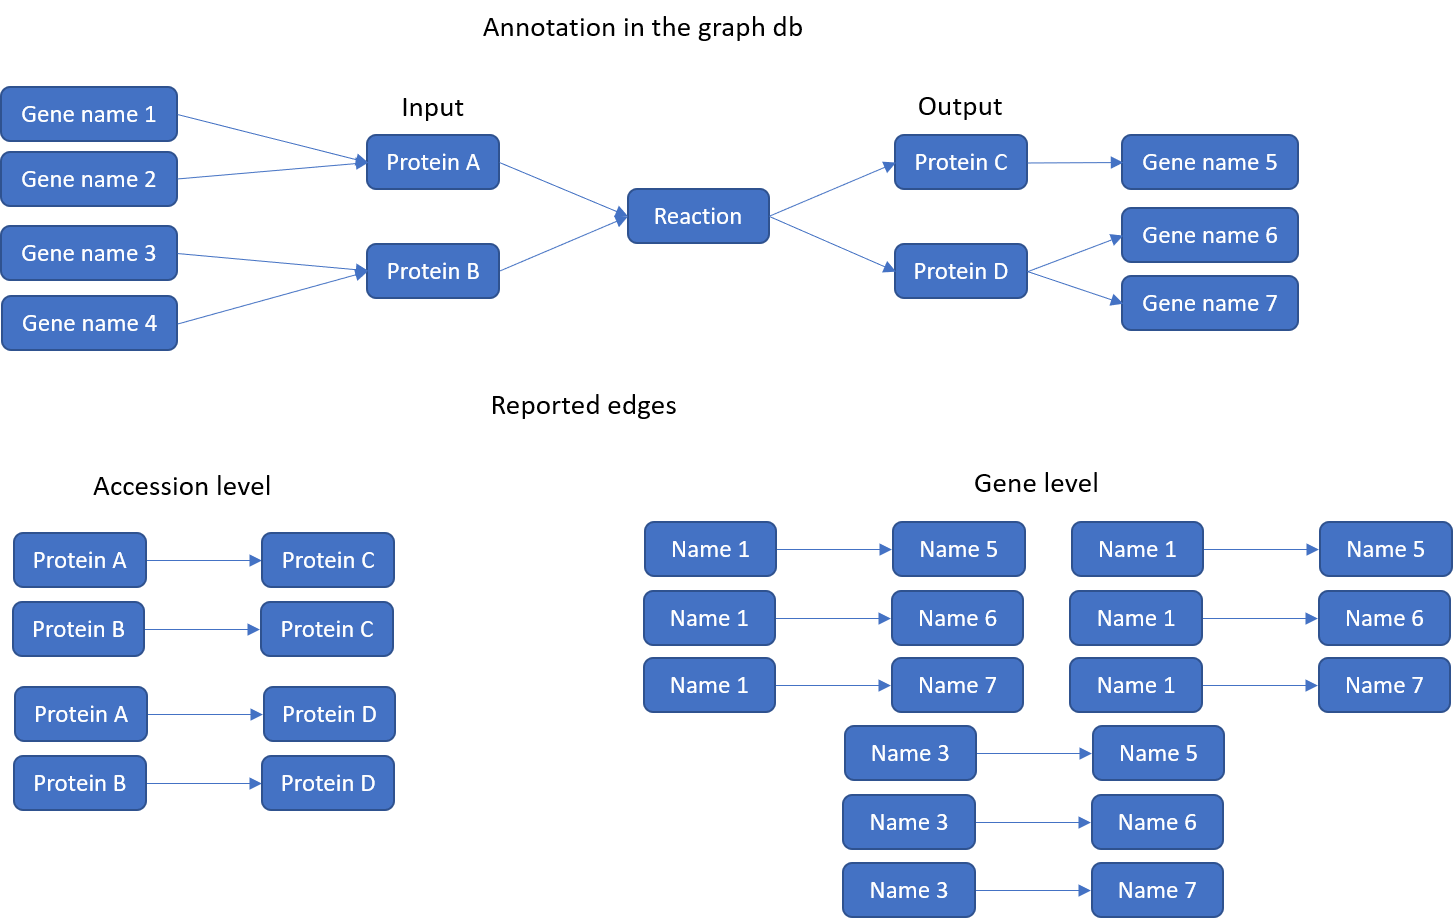 Annotation in the graph db
Input
Output
Gene name 1
Gene name 2
Gene name 3
Gene name 4
Protein A
Protein B
Reaction
Protein C
Protein D
Gene name 5
Gene name 6
Gene name 7
Reported edges
Accession level
Protein A
Protein C
Protein B
Protein C
Protein A
Protein D
Protein B
Protein D
Gene level
Name 1
Name 5
Name 1
Name 5
Name 1
Name 6
Name 1
Name 6
Name 1
Name 7
Name 1
Name 7
Name 3
Name 5
Name 3
Name 6
Name 3
Name 7